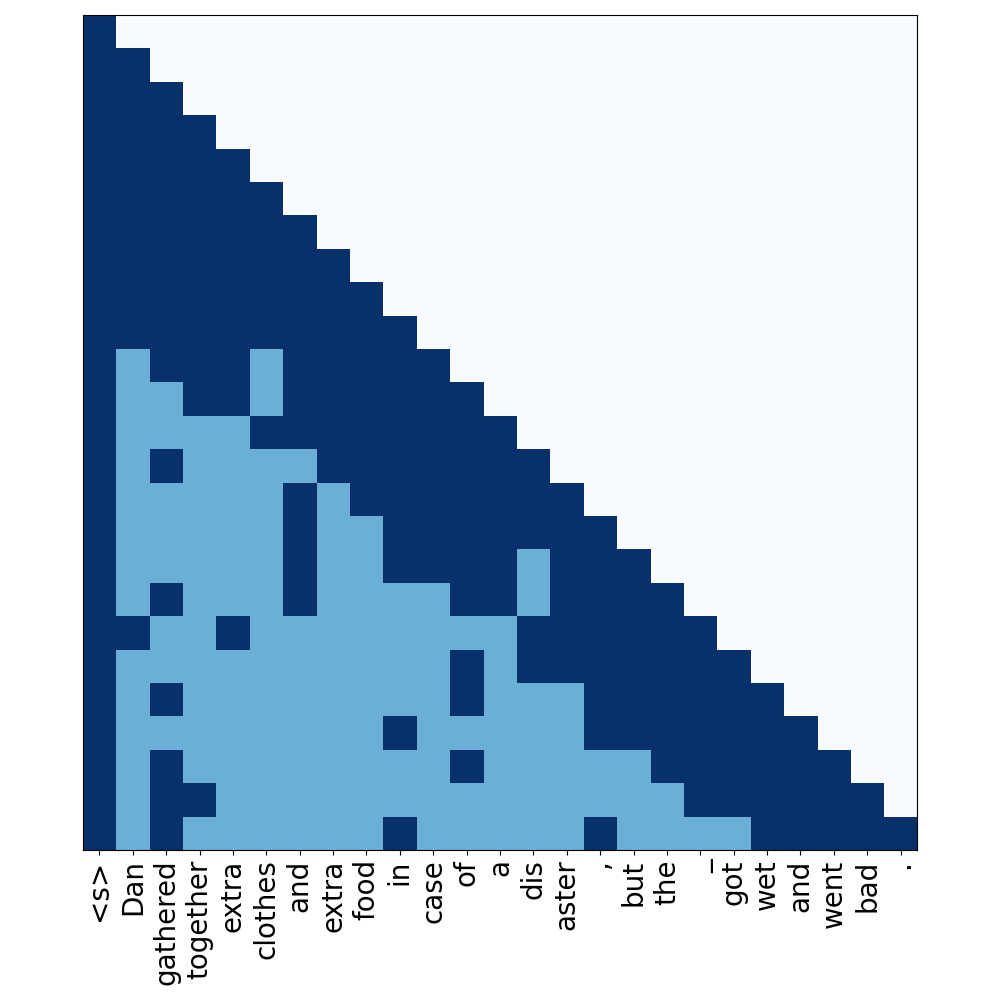 <s> Dan gathered together extra clothes and extra food in case of a dis aster , but the _ got wet and went bad .